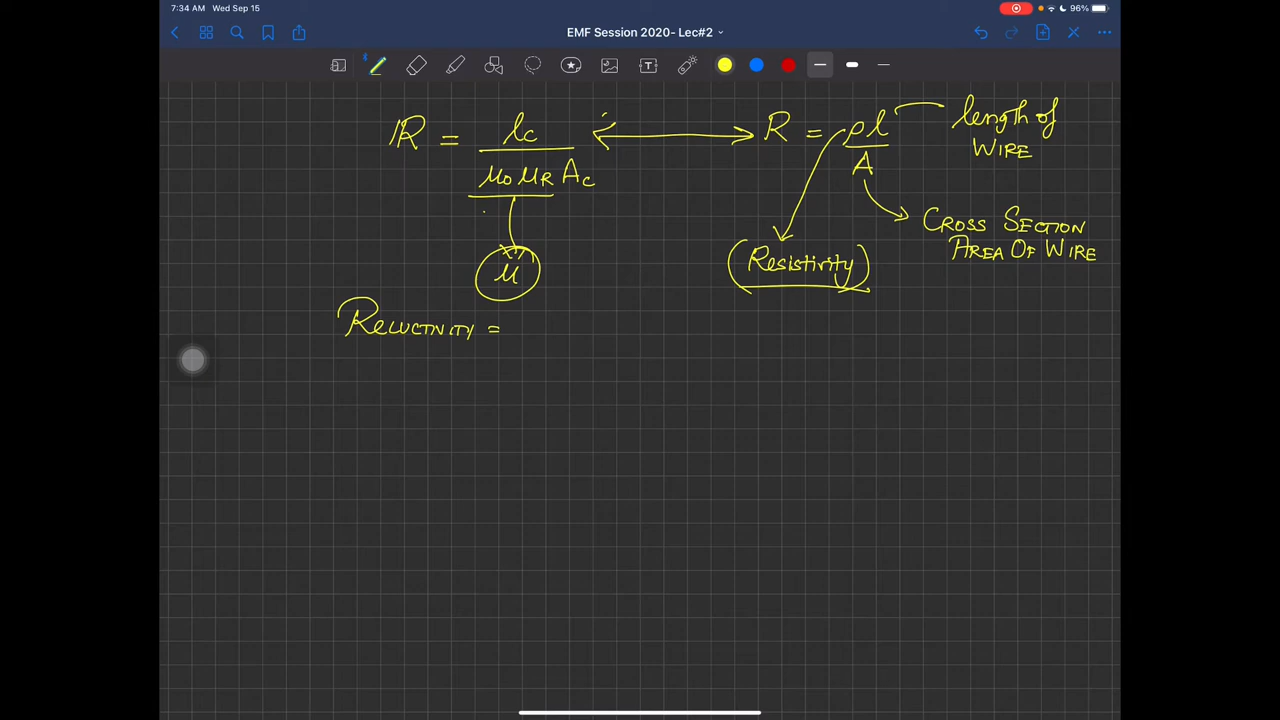 7:34 AM Wed Sep 15
96%
EMF Session 2020- Lec#2
ℝ = lc / μ0 μR Ac
R = ρl / A
length of
WIRE
CROSS SECTION
AREA OF WIRE
(Resistivity)
μ
RELUCTIVITY =